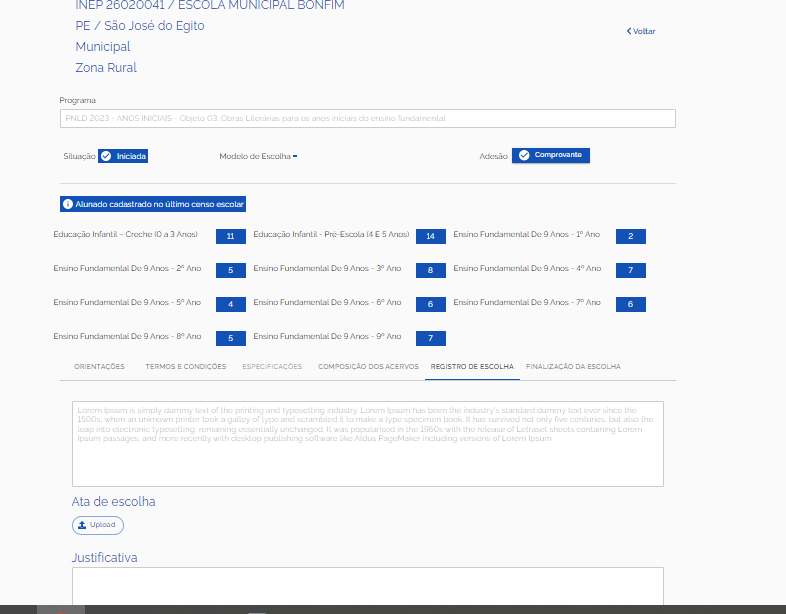 INEP 26020041 / ESCOLA MUNICIPAL BONFIM
PE / São José do Egito
Voltar
Municipal
Zona Rural
Programa
PNLD 2023 - ANOS INICIAIS - Objeto 03: Obras Literárias para os anos iniciais do ensino fundamental
Situação Iniciada Modelo de Escolha - Adesão Comprovante
Alunado cadastrado no último censo escolar
Educação Infantil – Creche (0 a 3 Anos) 11 Educação Infantil - Pré-Escola (4 E 5 Anos) 14 Ensino Fundamental De 9 Anos - 1º Ano 2
Ensino Fundamental De 9 Anos - 2º Ano 5 Ensino Fundamental De 9 Anos - 3º Ano 8 Ensino Fundamental De 9 Anos - 4º Ano 7
Ensino Fundamental De 9 Anos - 5º Ano 4 Ensino Fundamental De 9 Anos - 6º Ano 6 Ensino Fundamental De 9 Anos - 7º Ano 6
Ensino Fundamental De 9 Anos - 8º Ano 5 Ensino Fundamental De 9 Anos - 9º Ano 7
ORIENTAÇÕES TERMOS E CONDIÇÕES ESPECIFICAÇÕES COMPOSIÇÃO DOS ACERVOS REGISTRO DE ESCOLHA FINALIZAÇÃO DA ESCOLHA
Lorem Ipsum is simply dummy text of the printing and typesetting industry. Lorem Ipsum has been the industry's standard dummy text ever since the
1500s, when an unknown printer took a galley of type and scrambled it to make a type specimen book. It has survived not only five centuries, but also the
leap into electronic typesetting, remaining essentially unchanged. It was popularised in the 1960s with the release of Letraset sheets containing Lorem
Ipsum passages, and more recently with desktop publishing software like Aldus PageMaker including versions of Lorem Ipsum
Ata de escolha
Upload
Justificativa